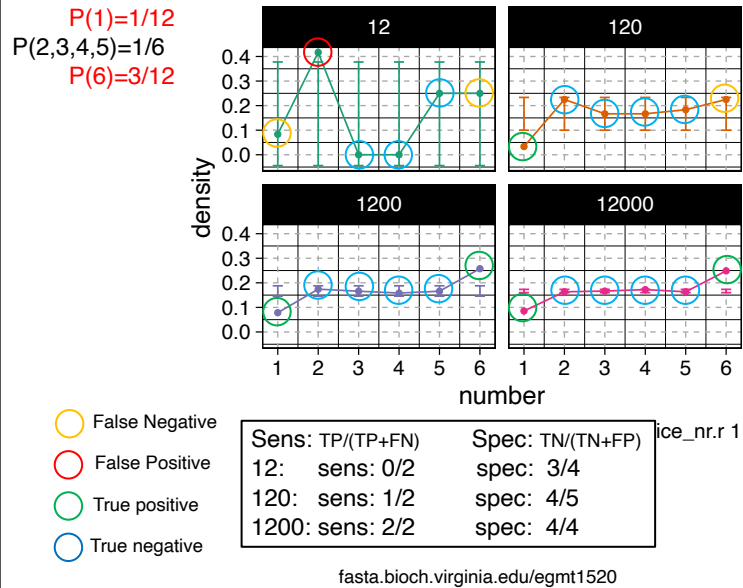 P(1)=1/12
P(2,3,4,5)=1/6
P(6)=3/12
12
120
0.4
0.3
0.2
0.1
0.0
1200
12000
0.4
0.3
0.2
0.1
0.0
density
1 2 3 4 5 6
1 2 3 4 5 6
number
ice_nr.r 1
False Negative
False Positive
True positive
True negative
Sens: TP/(TP+FN) Spec: TN/(TN+FP)
12: sens: 0/2 spec: 3/4
120: sens: 1/2 spec: 4/5
1200: sens: 2/2 spec: 4/4
fasta.bioch.virginia.edu/egmt1520